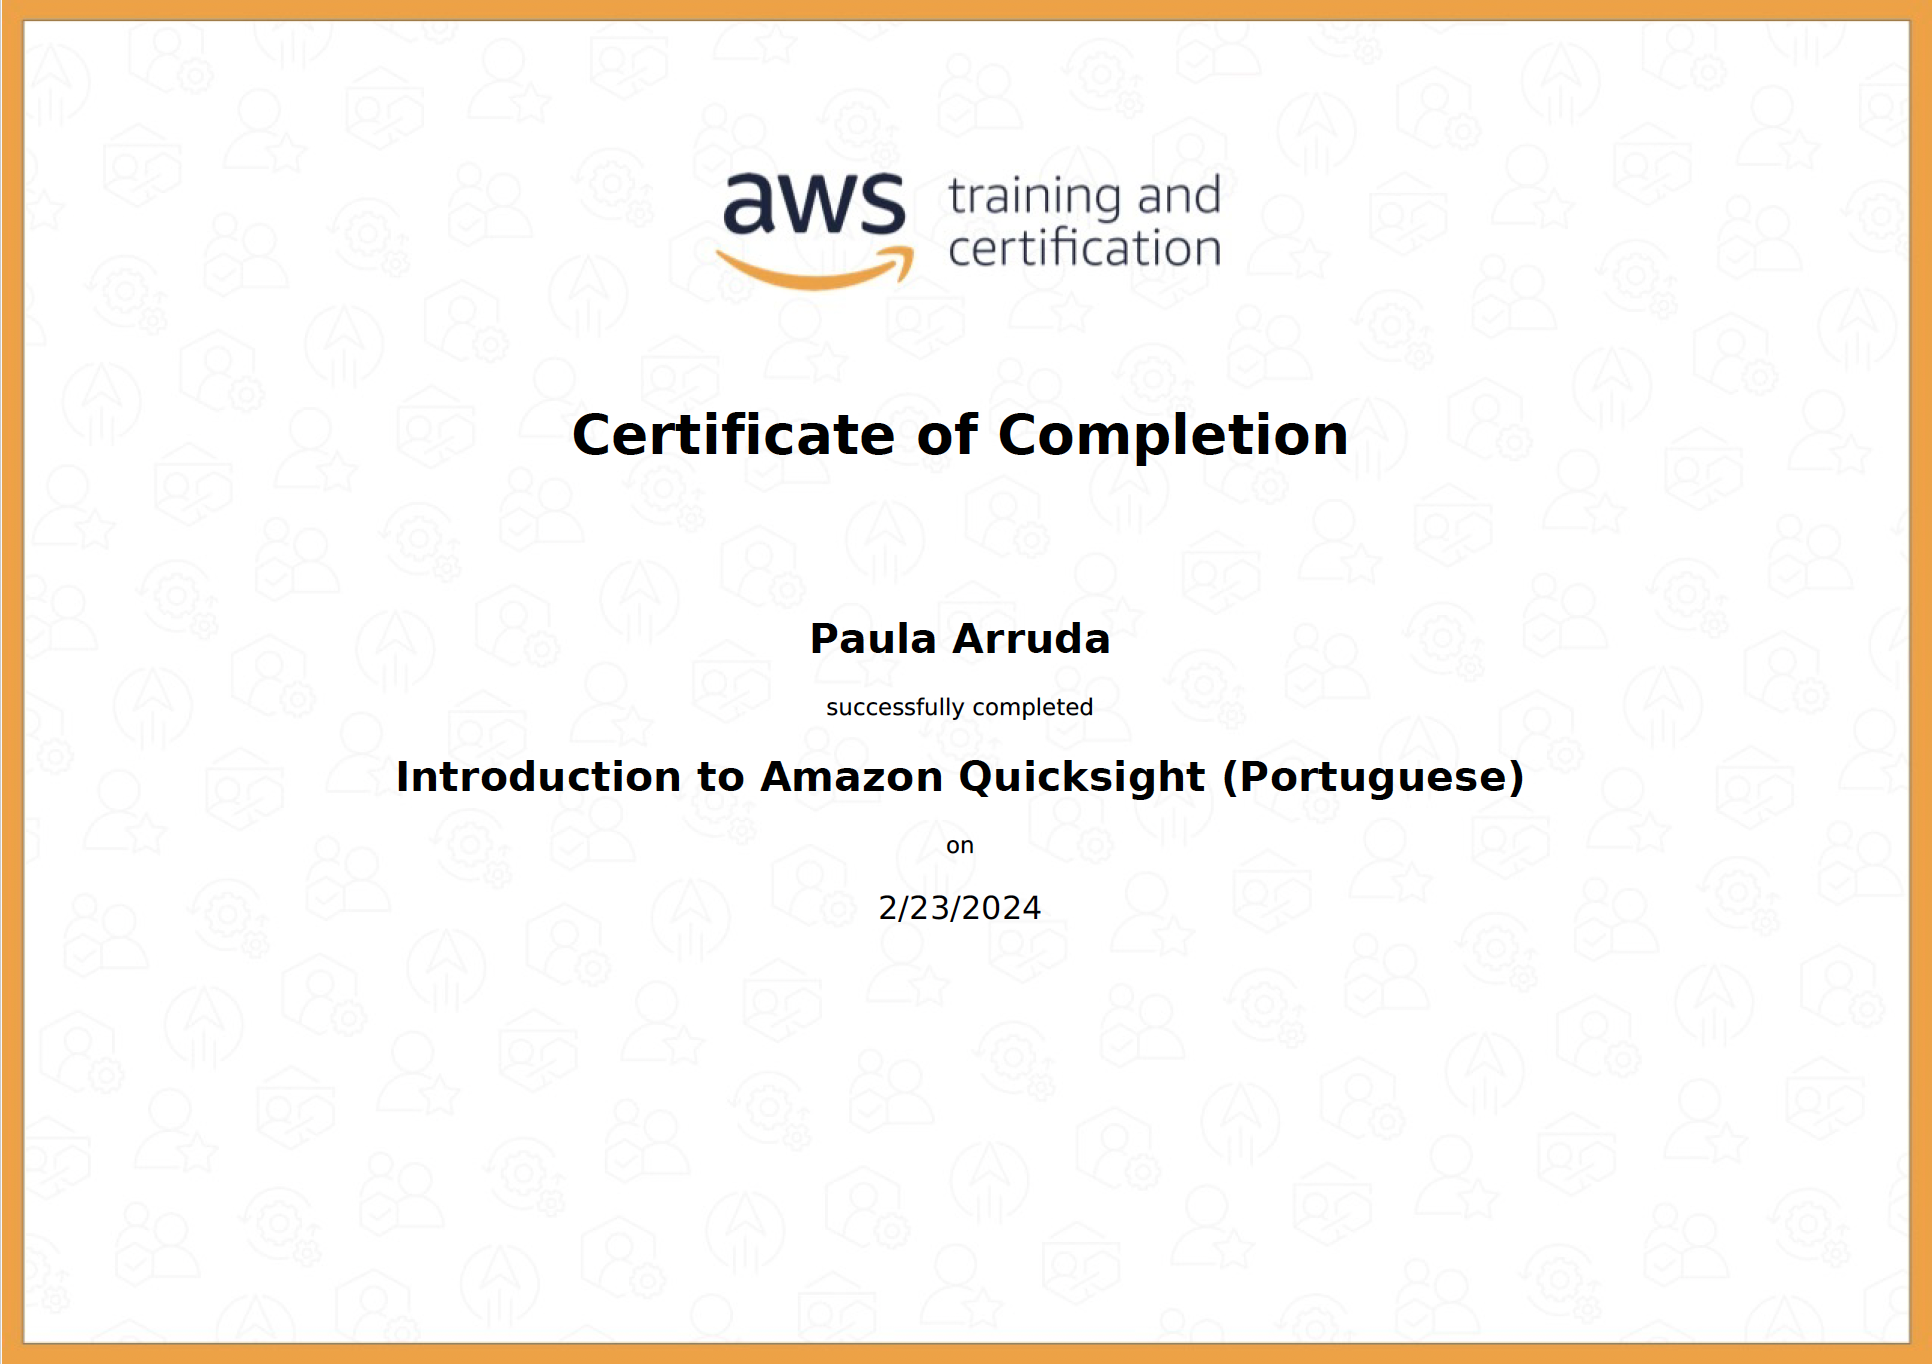 aws training and
certification
Certificate of Completion
Paula Arruda
successfully completed
Introduction to Amazon Quicksight (Portuguese)
on
2/23/2024